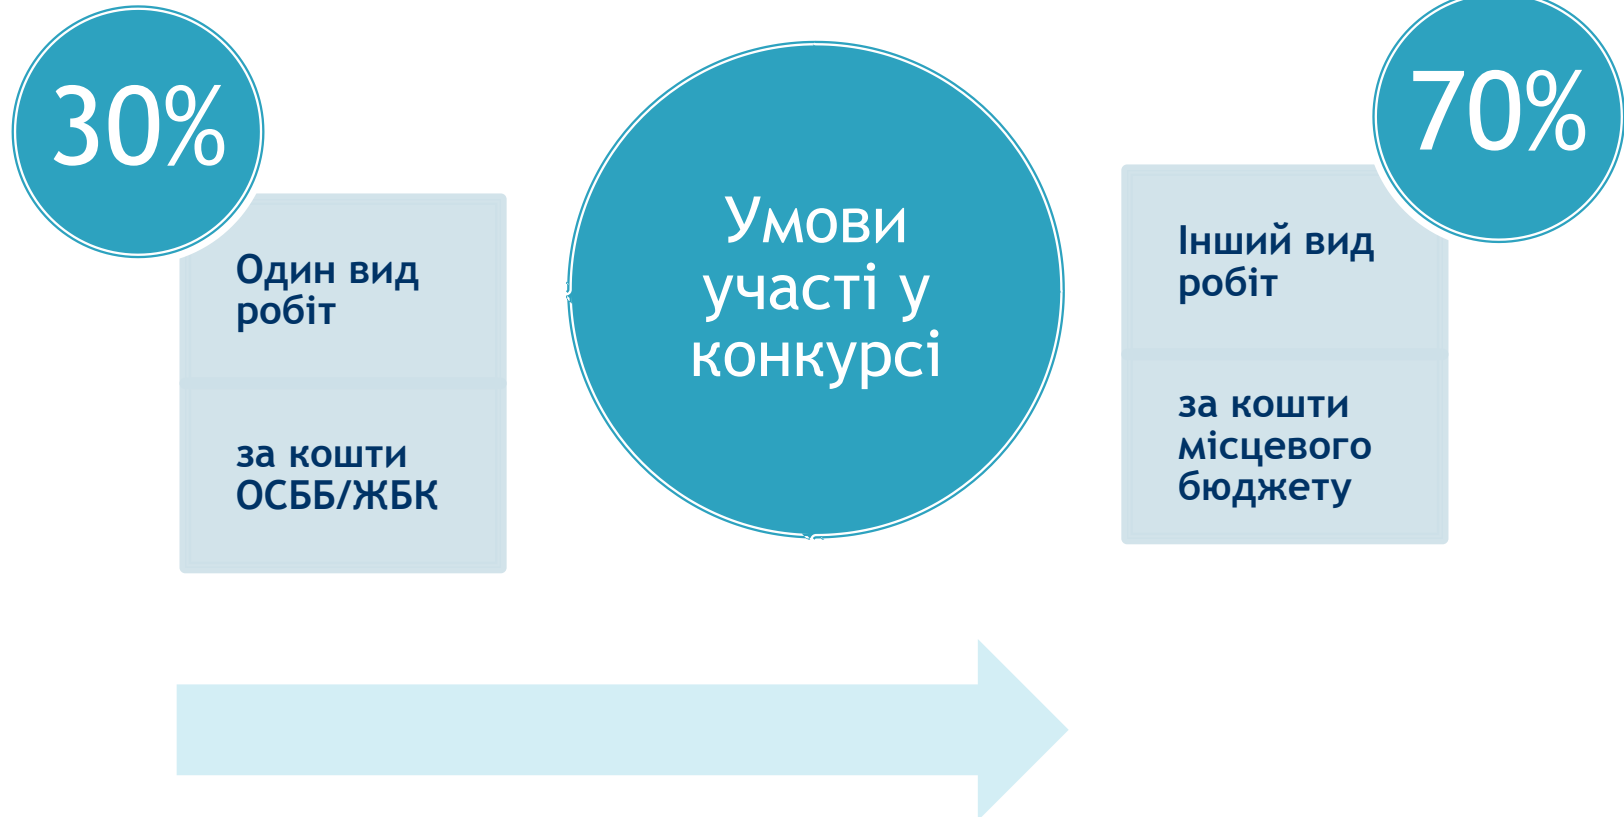 30%
Один вид
робіт
за кошти
ОСББ/ЖБК
Умови
участі у
конкурсі
70%
Інший вид
робіт
за кошти
місцевого
бюджету